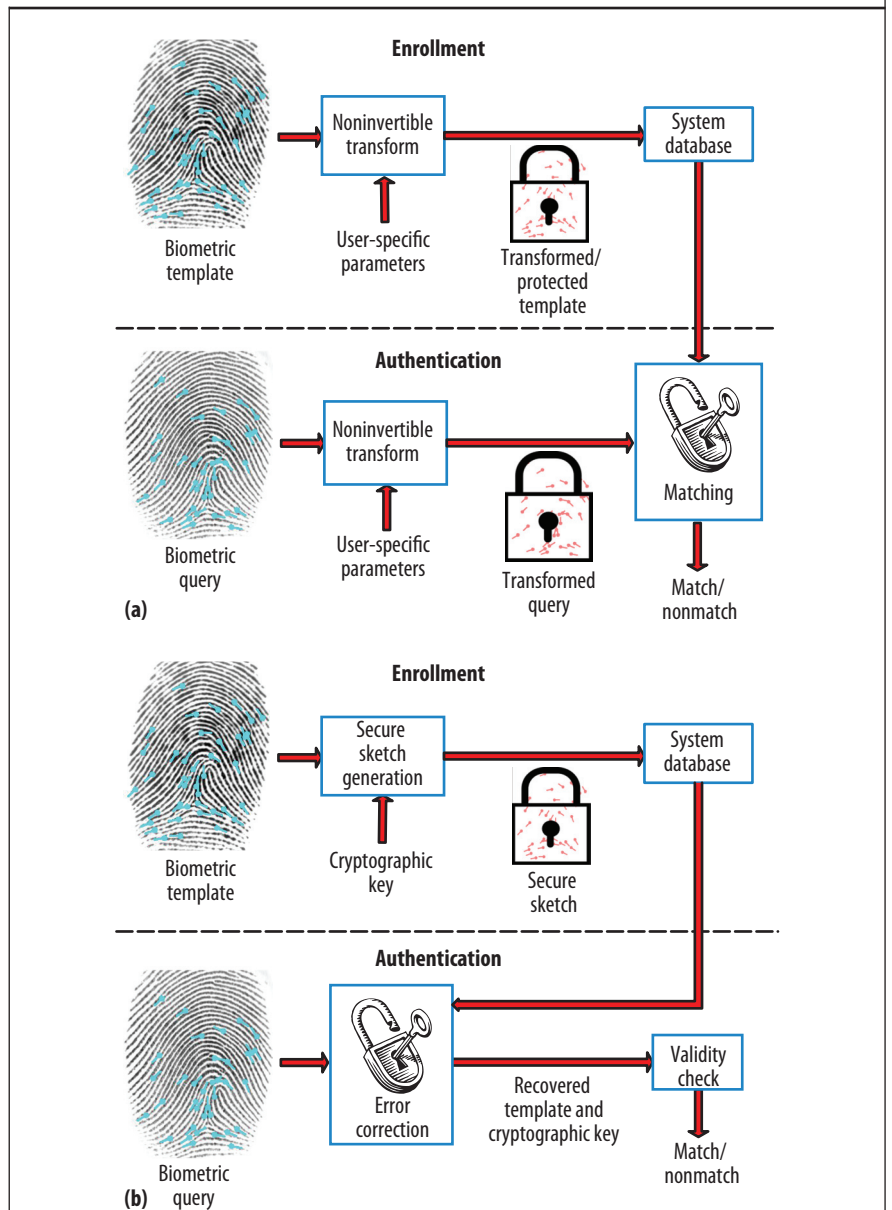 Enrollment
Noninvertible
transform
System
database
Biometric
template
User-specific
parameters
Transformed/
protected
template
Authentication
Noninvertible
transform
Matching
Biometric
query
User-specific
parameters
Transformed
query
Match/
nonmatch
(a)
Enrollment
Secure
sketch
generation
System
database
Biometric
template
Cryptographic
key
Secure
sketch
Authentication
Error
correction
Recovered
template and
cryptographic key
Validity
check
Match/
nonmatch
Biometric
query
(b)